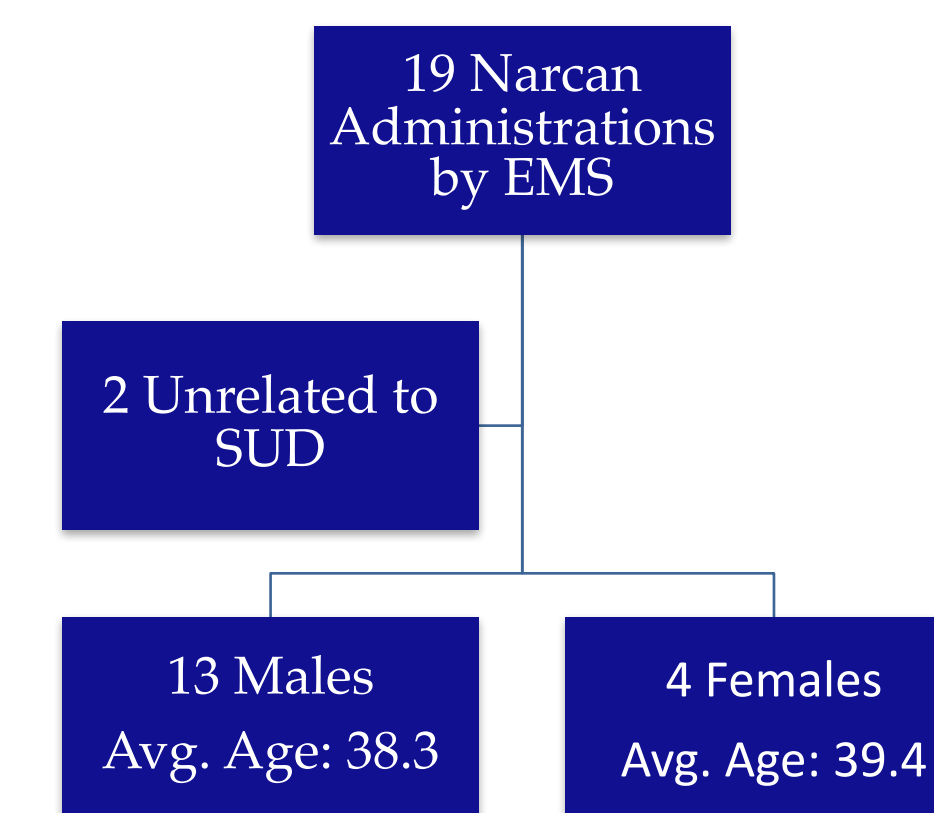 19 Narcan
Administrations
by EMS
2 Unrelated to
SUD
13 Males
Avg. Age: 38.3
4 Females
Avg. Age: 39.4